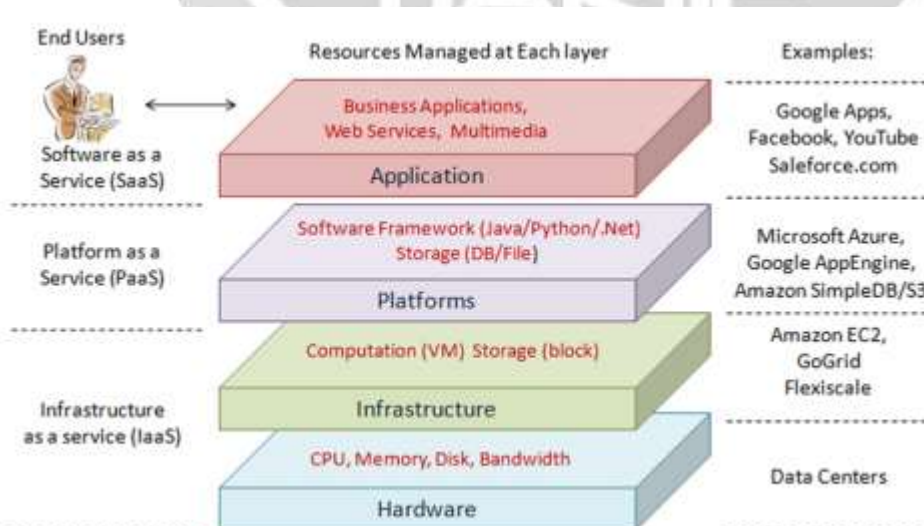 End Users
Resources Managed at Each layer
Examples:
Business Applications,
Web Services, Multimedia
Application
Software as a
Service (SaaS)
Google Apps,
Facebook, YouTube
Saleforce.com
Software Framework (Java/Python/.Net)
Storage (DB/File)
Platforms
Platform as a
Service (PaaS)
Microsoft Azure,
Google AppEngine,
Amazon SimpleDB/S3
Computation (VM) Storage (block)
Infrastructure
Amazon EC2,
GoGrid
Flexiscale
Infrastructure
as a service (IaaS)
CPU, Memory, Disk, Bandwidth
Hardware
Data Centers